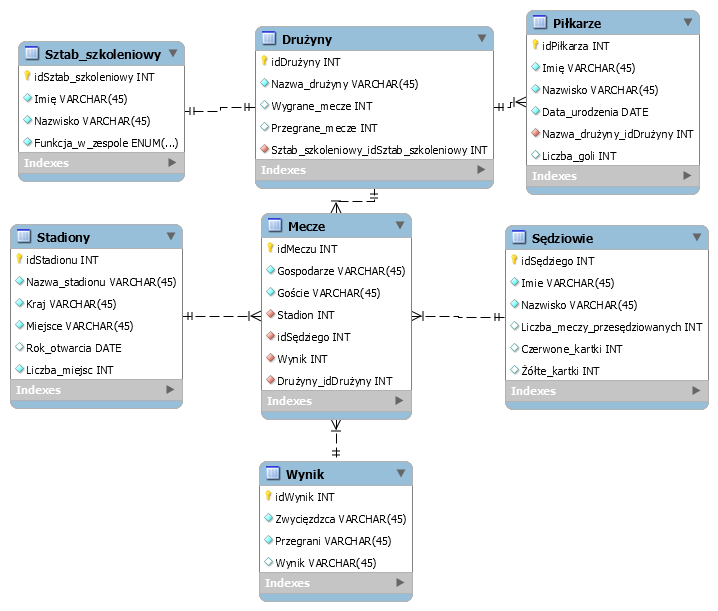 Sztab_szkoleniowy
idSztab_szkoleniowy INT
Imię VARCHAR(45)
Nazwisko VARCHAR(45)
Funkcja_w_zespole ENUM(...)
Indexes
Drużyny
idDrużyny INT
Nazwa_drużyny VARCHAR(45)
Wygrane_mecze INT
Przegrane_mecze INT
Sztab_szkoleniowy_idSztab_szkoleniowy INT
Indexes
Piłkarze
idPiłkarza INT
Imię VARCHAR(45)
Nazwisko VARCHAR(45)
Data_urodzenia DATE
Nazwa_drużyny_idDrużyny INT
Liczba_goli INT
Indexes
Stadiony
idStadionu INT
Nazwa_stadionu VARCHAR(45)
Kraj VARCHAR(45)
Miejsce VARCHAR(45)
Rok_otwarcia DATE
Liczba_miejsc INT
Indexes
Mecze
idMeczu INT
Gospodarze VARCHAR(45)
Goście VARCHAR(45)
Stadion INT
idSędziego INT
Wynik INT
Drużyny_idDrużyny INT
Indexes
Sędziowie
idSędziego INT
Imie VARCHAR(45)
Nazwisko VARCHAR(45)
Liczba_meczy_przesędziowanych INT
Czerwone_kartki INT
Żółte_kartki INT
Indexes
Wynik
idWynik INT
Zwycięzdzca VARCHAR(45)
Przegrani VARCHAR(45)
Wynik VARCHAR(45)
Indexes